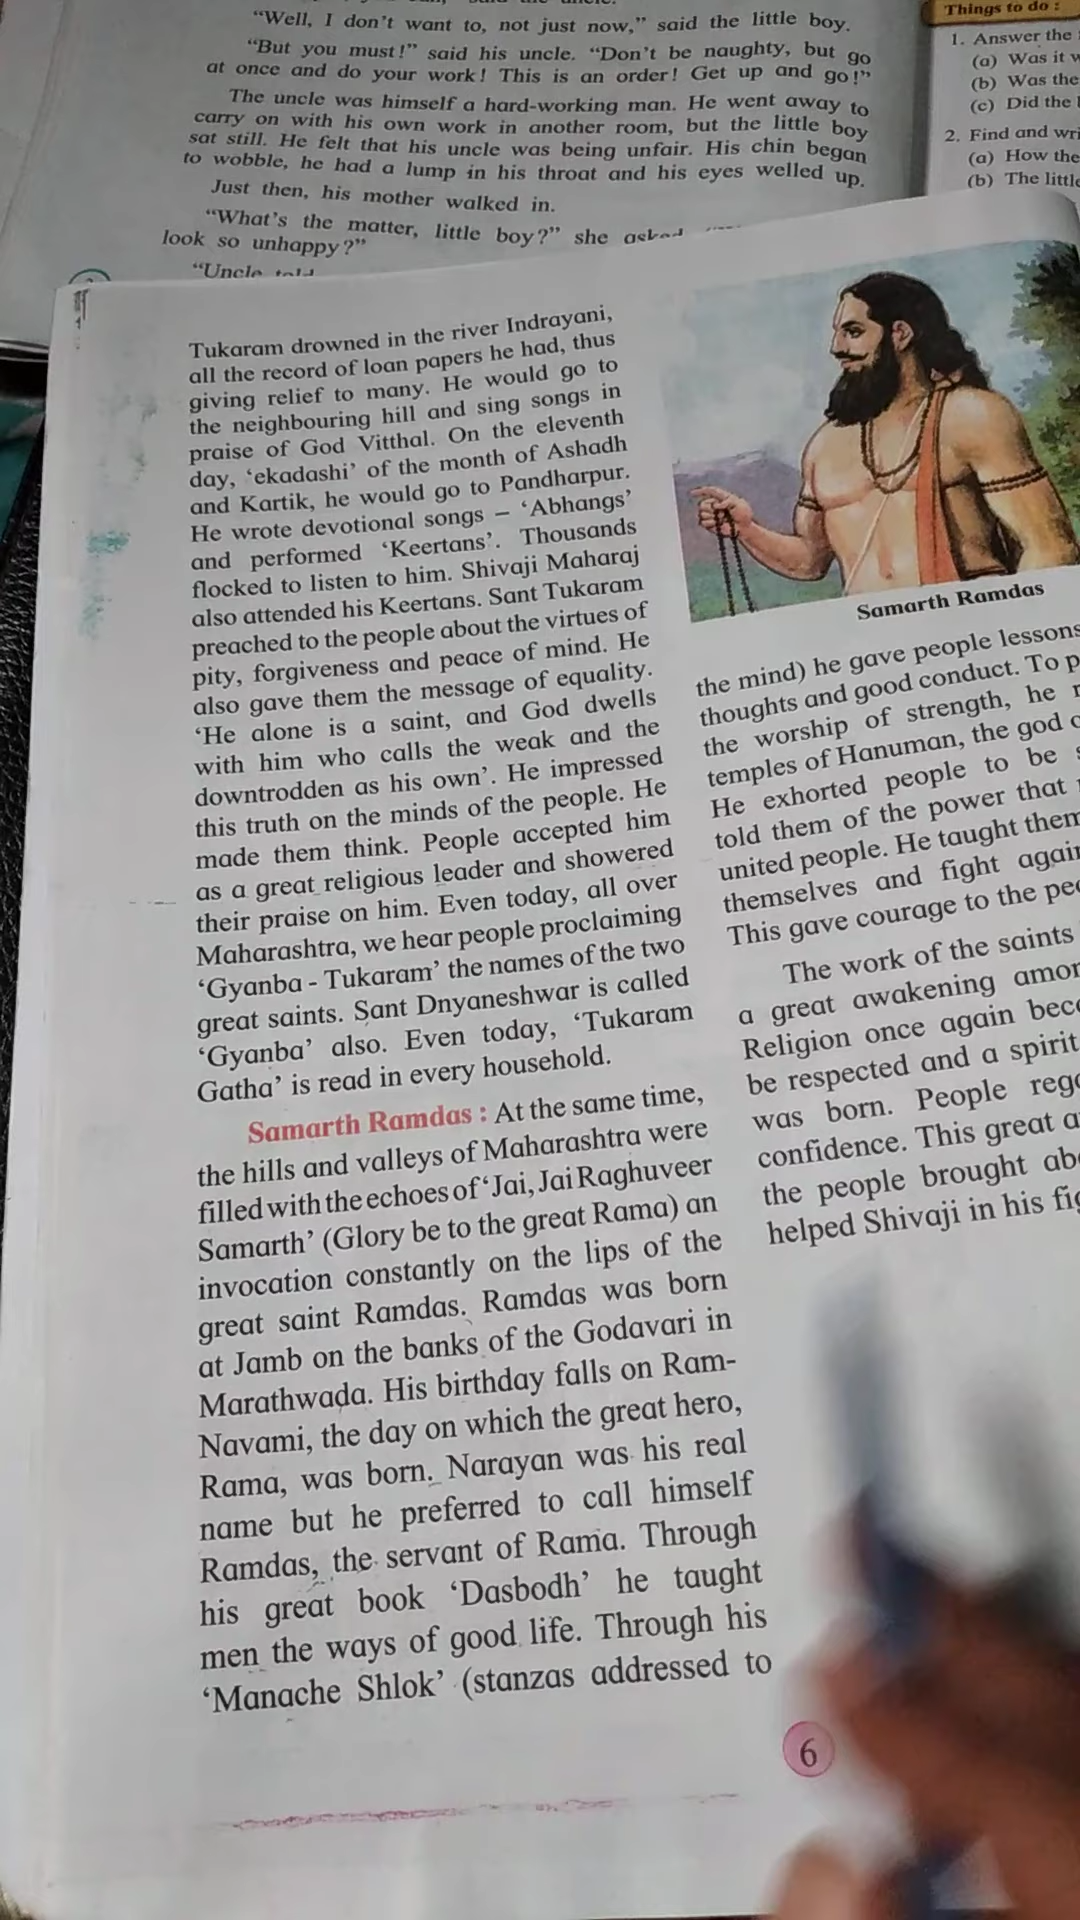 "Well, I don't want to, not just now," said the little boy.
"But you must!" said his uncle. "Don't be naughty, but go
at once and do your work! This is an order! Get up and go!"
The uncle was himself a hard-working man. He went away to
carry on with his own work in another room, but the little boy
sat still. He felt that his uncle was being unfair. His chin began
to wobble, he had a lump in his throat and his eyes welled up.
Just then, his mother walked in.
"What's the matter, little boy?" she asked
look so unhappy?"
"Uncle told
Things to do :
1. Answer the
(a) Was it
(b) Was the
(c) Did the
2. Find and
(a) How the
(b) The
Tukaram drowned in the river Indrayani,
all the record of loan papers he had, thus
giving relief to many. He would go to
the neighbouring hill and sing songs in
praise of God Vitthal. On the eleventh
day, 'ekadashi' of the month of Ashadh
and Kartik, he would go to Pandharpur.
He wrote devotional songs – 'Abhangs'
and performed 'Keertans'. Thousands
flocked to listen to him. Shivaji Maharaj
also attended his Keertans. Sant Tukaram
preached to the people about the virtues of
pity, forgiveness and peace of mind. He
also gave them the message of equality.
'He alone is a saint, and God dwells
with him who calls the weak and the
downtrodden as his own'. He impressed
this truth on the minds of the people. He
made them think. People accepted him
as a great religious leader and showered
their praise on him. Even today, all over
Maharashtra, we hear people proclaiming
'Gyanba - Tukaram' the names of the two
great saints. Sant Dnyaneshwar is called
'Gyanba' also. Even today, 'Tukaram
Gatha' is read in every household.
Samarth Ramdas : At the same time,
the hills and valleys of Maharashtra were
filled with the echoes of 'Jai, Jai Raghuveer
Samarth' (Glory be to the great Rama) an
invocation constantly on the lips of the
great saint Ramdas. Ramdas was born
at Jamb on the banks of the Godavari in
Marathwada. His birthday falls on Ram-
Navami, the day on which the great hero,
Rama, was born. Narayan was his real
name but he preferred to call himself
Ramdas, the servant of Rama. Through
his great book 'Dasbodh' he taught
men the ways of good life. Through his
'Manache Shlok' (stanzas addressed to
Samarth Ramdas
the mind) he gave people lessons
thoughts and good conduct. To
the worship of strength, he
temples of Hanuman, the god
He exhorted people to be
told them of the power that
united people. He taught them
themselves and fight
This gave courage to the
The work of the saints
a great awakening
Religion once again
be respected and a spirit
was born. People
confidence. This great
the people brought
helped Shivaji in his
6